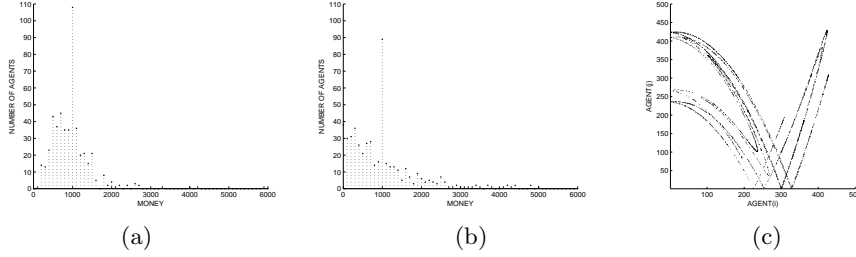 110
100
90
80
70
60
50
40
30
20
10
0
0 1000 2000 3000 4000 5000 6000
NUMBER OF AGENTS
MONEY
(a)
110
100
90
80
70
60
50
40
30
20
10
0
0 1000 2000 3000 4000 5000 6000
NUMBER OF AGENTS
MONEY
(b)
500
450
400
350
300
250
200
150
100
50
100 200 300 400 500
AGENT(j)
AGENT(i)
(c)